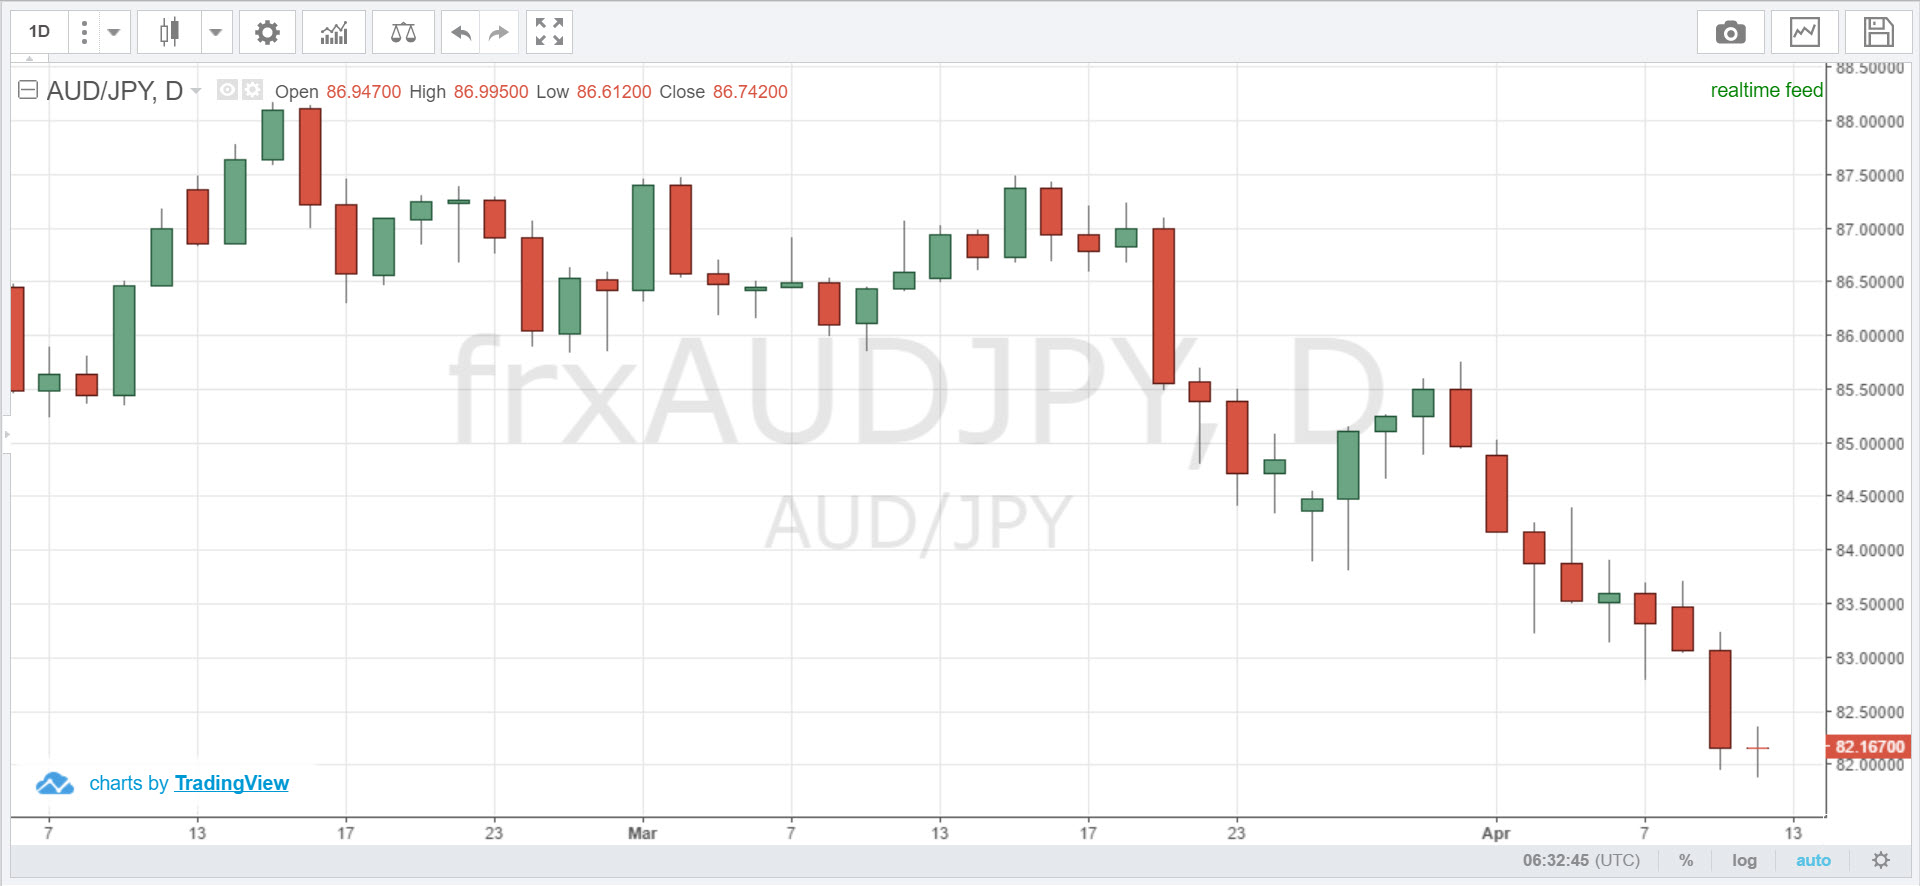 1D
AUD/JPY, D Open 86.94700 High 86.99500 Low 86.61200 Close 86.74200
realtime feed
88.50000
88.00000
87.50000
87.00000
86.50000
86.00000
85.50000
85.00000
84.50000
84.00000
83.50000
83.00000
82.50000
82.16700
82.00000
frxAUDJPY, D
AUD/JPY
charts by TradingView
7 13 17 23 Mar 7 13 17 23 Apr 7 13
06:32:45 (UTC) % log auto